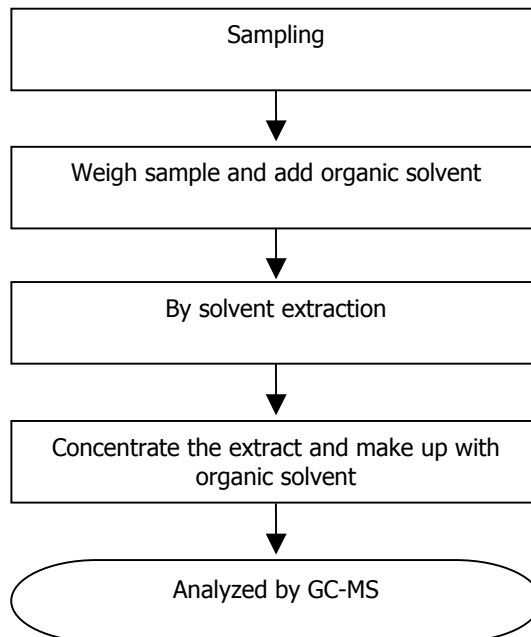 Sampling
Weigh sample and add organic solvent
By solvent extraction
Concentrate the extract and make up with
organic solvent
Analyzed by GC-MS